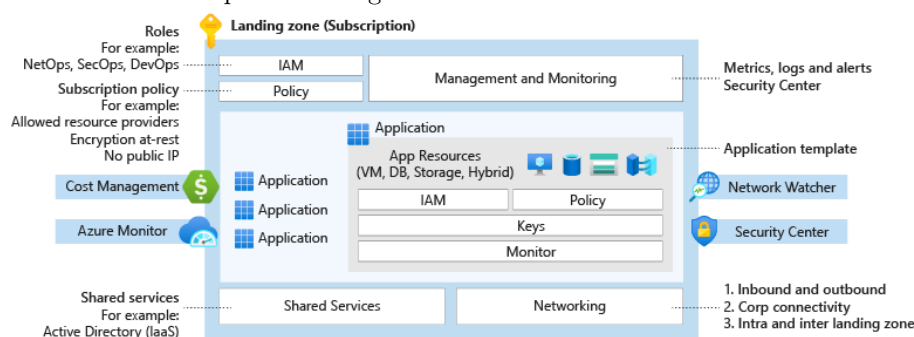 Landing zone (Subscription)
Roles
For example:
NetOps, SecOps, DevOps
IAM
Management and Monitoring
Metrics, logs and alerts
Security Center
Subscription policy
For example:
Allowed resource providers
Encryption at-rest
No public IP
Policy
Application
App Resources
(VM, DB, Storage, Hybrid)
Application template
Cost Management
Azure Monitor
Application
Application
Application
IAM
Policy
Keys
Monitor
Network Watcher
Security Center
Shared services
For example:
Active Directory (IaaS)
Shared Services
Networking
1. Inbound and outbound
2. Corp connectivity
3. Intra and inter landing zone